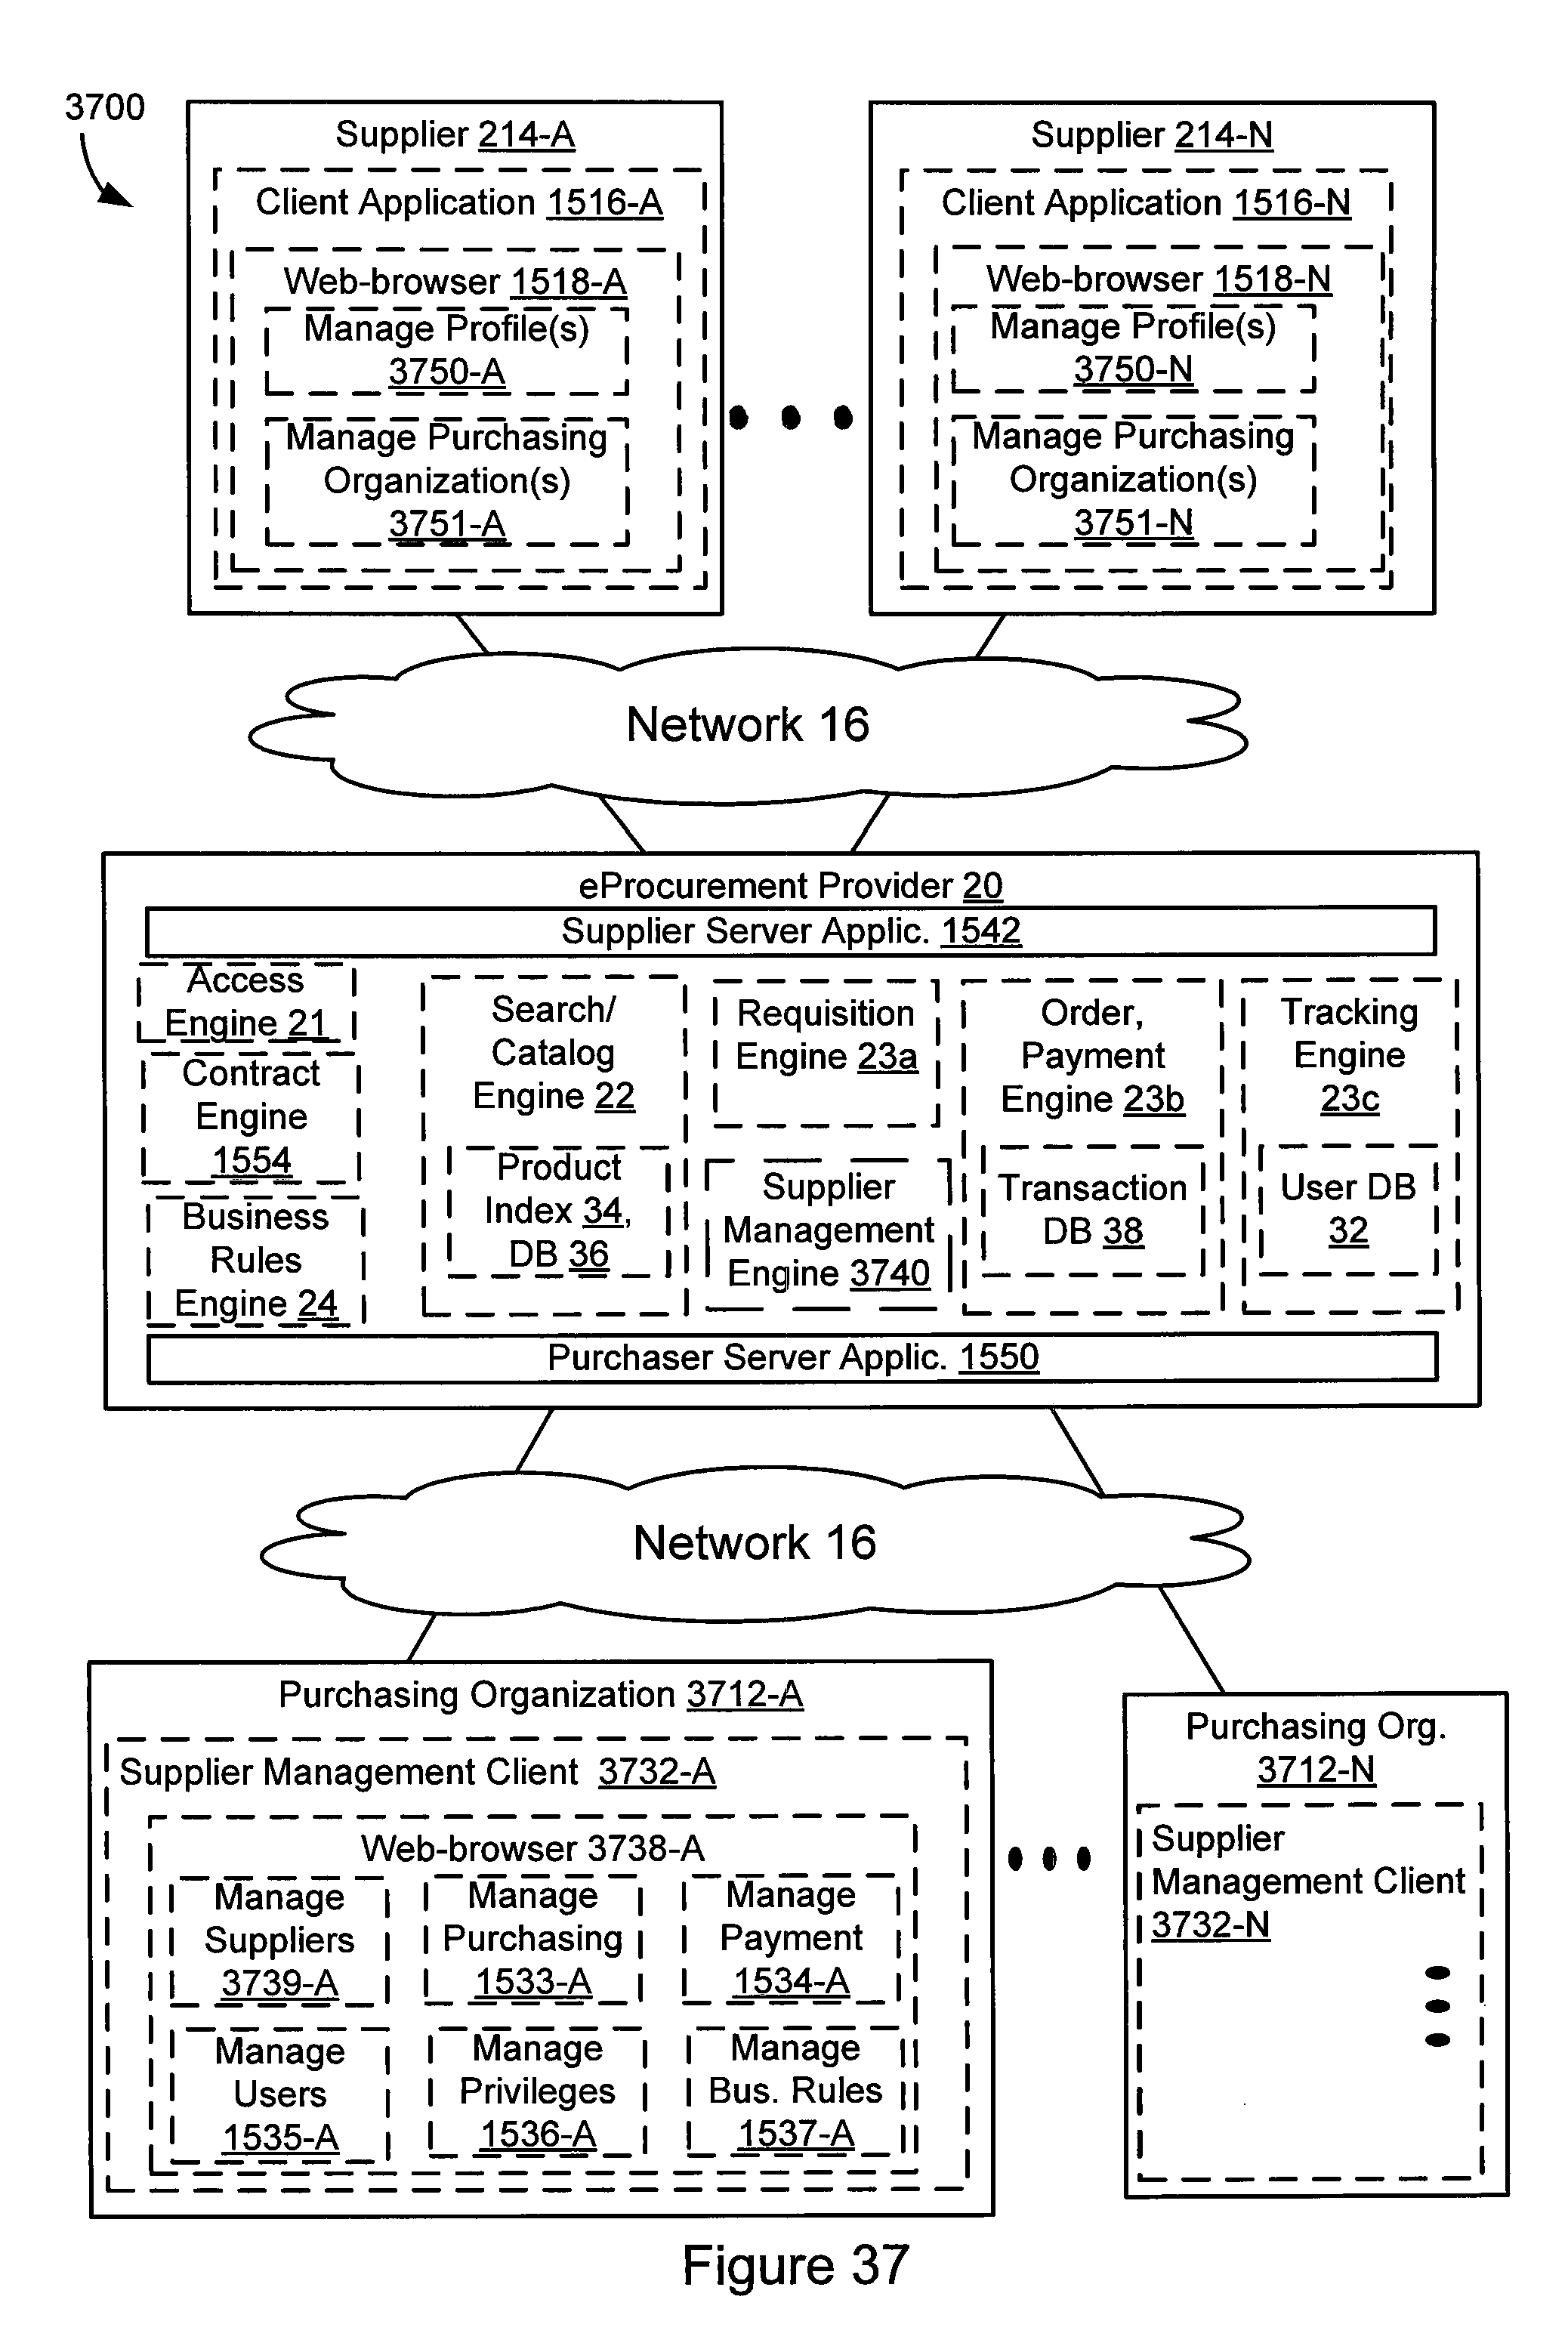 3700
Supplier 214-A
Client Application 1516-A
Web-browser 1518-A
Manage Profile(s)
3750-A
Manage Purchasing
Organization(s)
3751-A
Supplier 214-N
Client Application 1516-N
Web-browser 1518-N
Manage Profile(s)
3750-N
Manage Purchasing
Organization(s)
3751-N
Network 16
eProcurement Provider 20
Supplier Server Applic. 1542
Access
Engine 21
Contract
Engine
1554
Business
Rules
Engine 24
Search/
Catalog
Engine 22
Product
Index 34,
DB 36
Requisition
Engine 23a
Supplier
Management
Engine 3740
Order,
Payment
Engine 23b
Transaction
DB 38
Tracking
Engine
23c
User DB
32
Purchaser Server Applic. 1550
Network 16
Purchasing Organization 3712-A
Supplier Management Client 3732-A
Web-browser 3738-A
Manage
Suppliers
3739-A
Manage
Purchasing
1533-A
Manage
Payment
1534-A
Manage
Users
1535-A
Manage
Privileges
1536-A
Manage
Bus. Rules
1537-A
Purchasing Org.
3712-N
Supplier
Management Client
3732-N
Figure 37